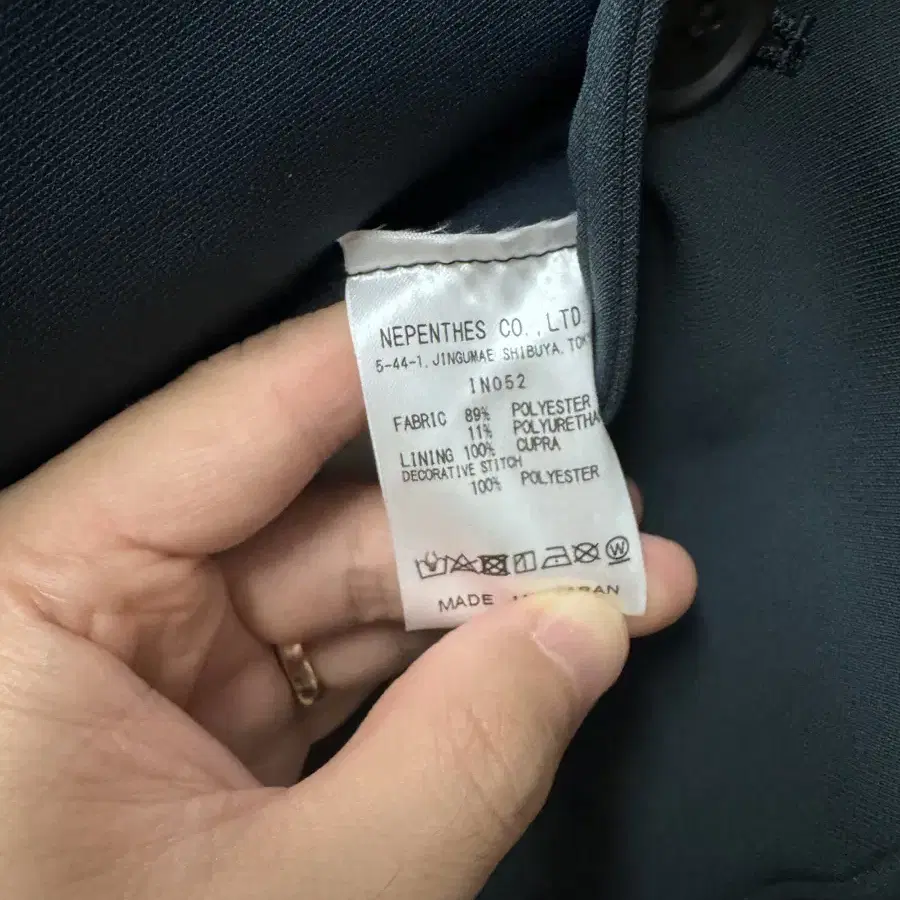 NEPENTHES CO.,LTD
5-44-1, JINGUMAE SHIBUYA, TOK
IN052
FABRIC 89% POLYESTER
11% POLYURETHA
LINING 100% CUPRA
DECORATIVE STITCH
100% POLYESTER
W
MADE